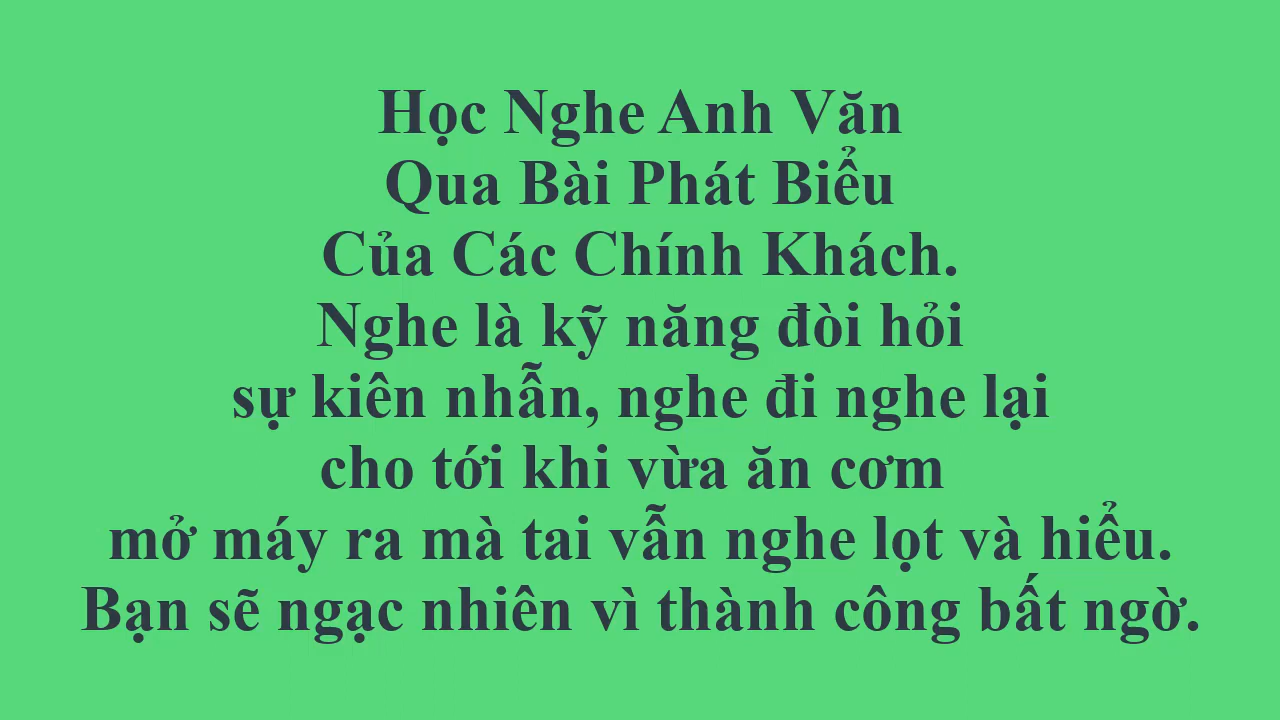 Học Nghe Anh Văn
Qua Bài Phát Biểu
Của Các Chính Khách.
Nghe là kỹ năng đòi hỏi
sự kiên nhẫn, nghe đi nghe lại
cho tới khi vừa ăn cơm
mở máy ra mà tai vẫn nghe lọt và hiểu.
Bạn sẽ ngạc nhiên vì thành công bất ngờ.